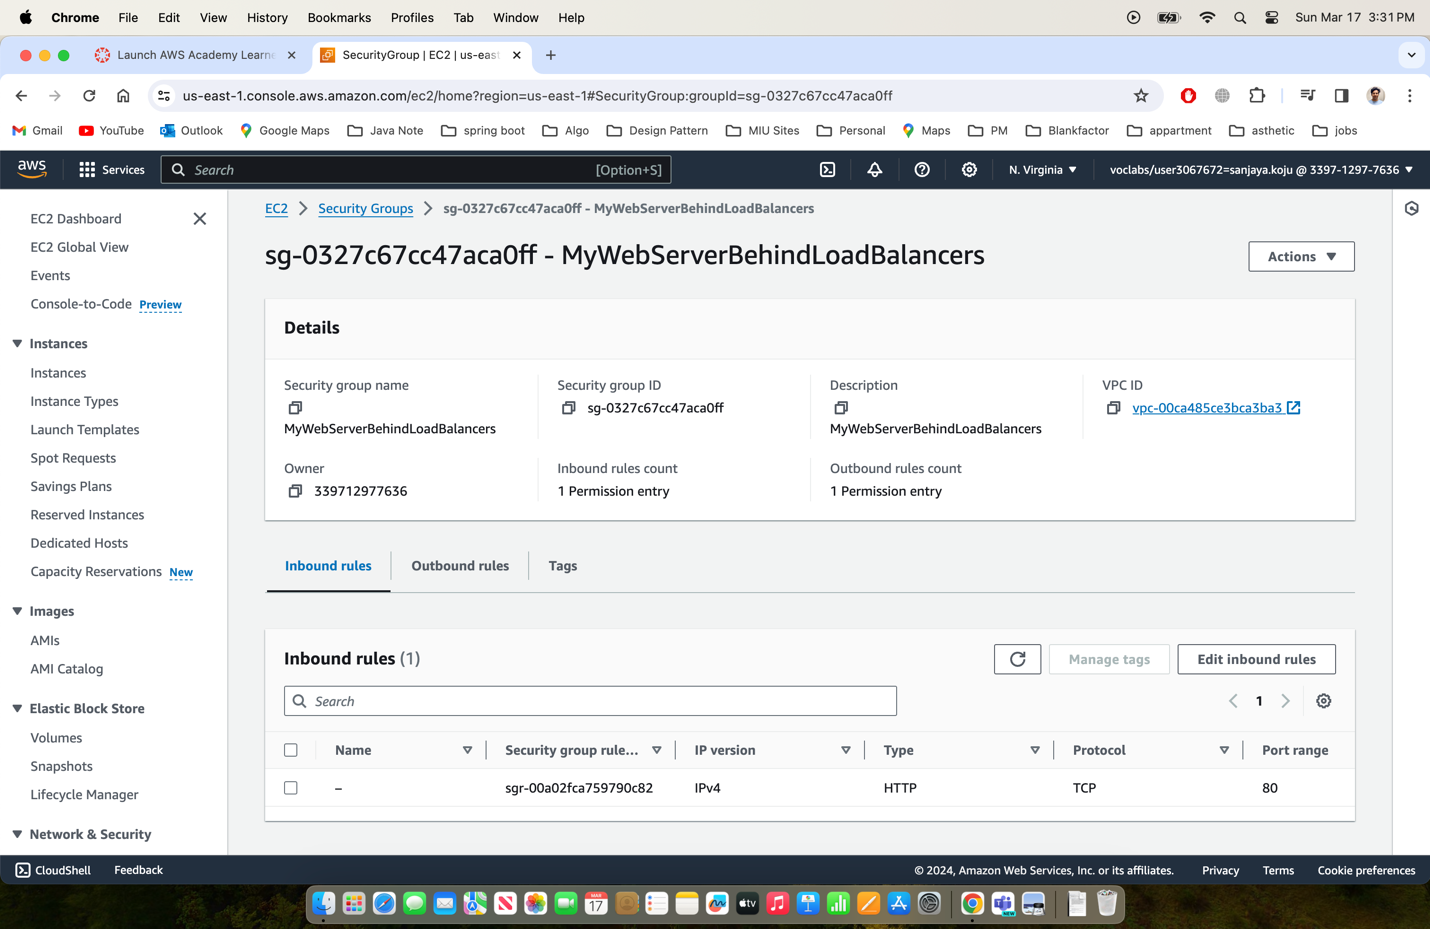 Chrome File Edit View History Bookmarks Profiles Tab Window Help Sun Mar 17 3:31 PM
Launch AWS Academy Learne SecurityGroup | EC2 | us-east
us-east-1.console.aws.amazon.com/ec2/home?region=us-east-1#SecurityGroup:groupId=sg-0327c67cc47aca0ff
Gmail YouTube Outlook Google Maps Java Note spring boot Algo Design Pattern MIU Sites Personal Maps PM Blankfactor appartment asthetic jobs
aws Services Search [Option+S] N. Virginia voclabs/user3067672=sanjaya.koju @ 3397-1297-7636
EC2 Dashboard
EC2 Global View
Events
Console-to-Code Preview
Instances
Instances
Instance Types
Launch Templates
Spot Requests
Savings Plans
Reserved Instances
Dedicated Hosts
Capacity Reservations New
Images
AMIs
AMI Catalog
Elastic Block Store
Volumes
Snapshots
Lifecycle Manager
Network & Security
EC2 Security Groups sg-0327c67cc47aca0ff - MyWebServerBehindLoadBalancers
sg-0327c67cc47aca0ff - MyWebServerBehindLoadBalancers
Actions
Details
Security group name
MyWebServerBehindLoadBalancers
Security group ID
sg-0327c67cc47aca0ff
Description
MyWebServerBehindLoadBalancers
VPC ID
vpc-00ca485ce3bca3ba3
Owner
339712977636
Inbound rules count
1 Permission entry
Outbound rules count
1 Permission entry
Inbound rules Outbound rules Tags
Inbound rules (1)
Manage tags Edit inbound rules
Search
1
Name Security group rule... IP version Type Protocol Port range
– sgr-00a02fca759790c82 IPv4 HTTP TCP 80
CloudShell Feedback © 2024, Amazon Web Services, Inc. or its affiliates. Privacy Terms Cookie preferences
MAR
17
tv
NEW